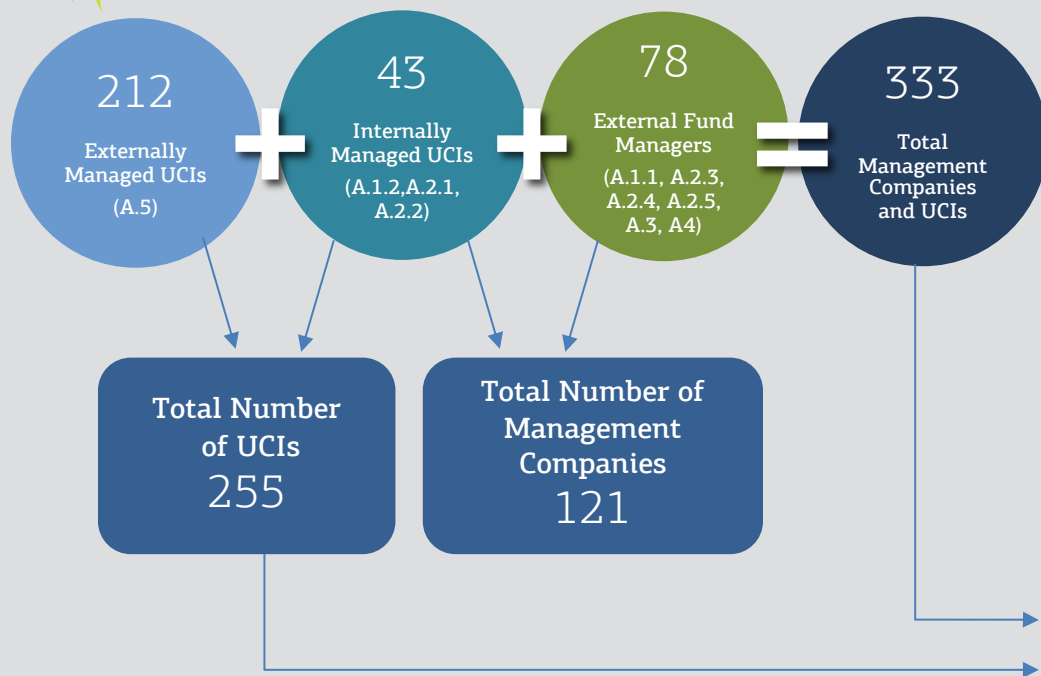 212
Externally
Managed UCIs
(A.5)
43
Internally
Managed UCIs
(A.1.2,A.2.1,
A.2.2)
78
External Fund
Managers
(A.1.1, A.2.3,
A.2.4, A.2.5,
A.3, A4)
333
Total
Management
Companies
and UCIs
Total Number
of UCIs
255
Total Number of
Management
Companies
121